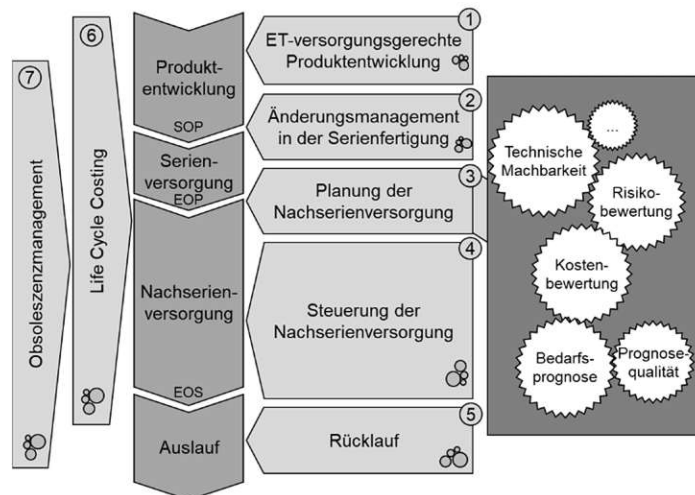 7
Obsoleszenzmanagement
6
Life Cycle Costing
Produkt-
entwicklung
SOP
Serien-
versorgung
EOP
Nachserien-
versorgung
EOS
Auslauf
1
ET-versorgungsgerechte
Produktentwicklung
2
Änderungsmanagement
in der Serienfertigung
3
Planung der
Nachserienversorgung
4
Steuerung der
Nachserienversorgung
5
Rücklauf
...
Technische
Machbarkeit
Risiko-
bewertung
Kosten-
bewertung
Bedarfs-
prognose
Prognose-
qualität